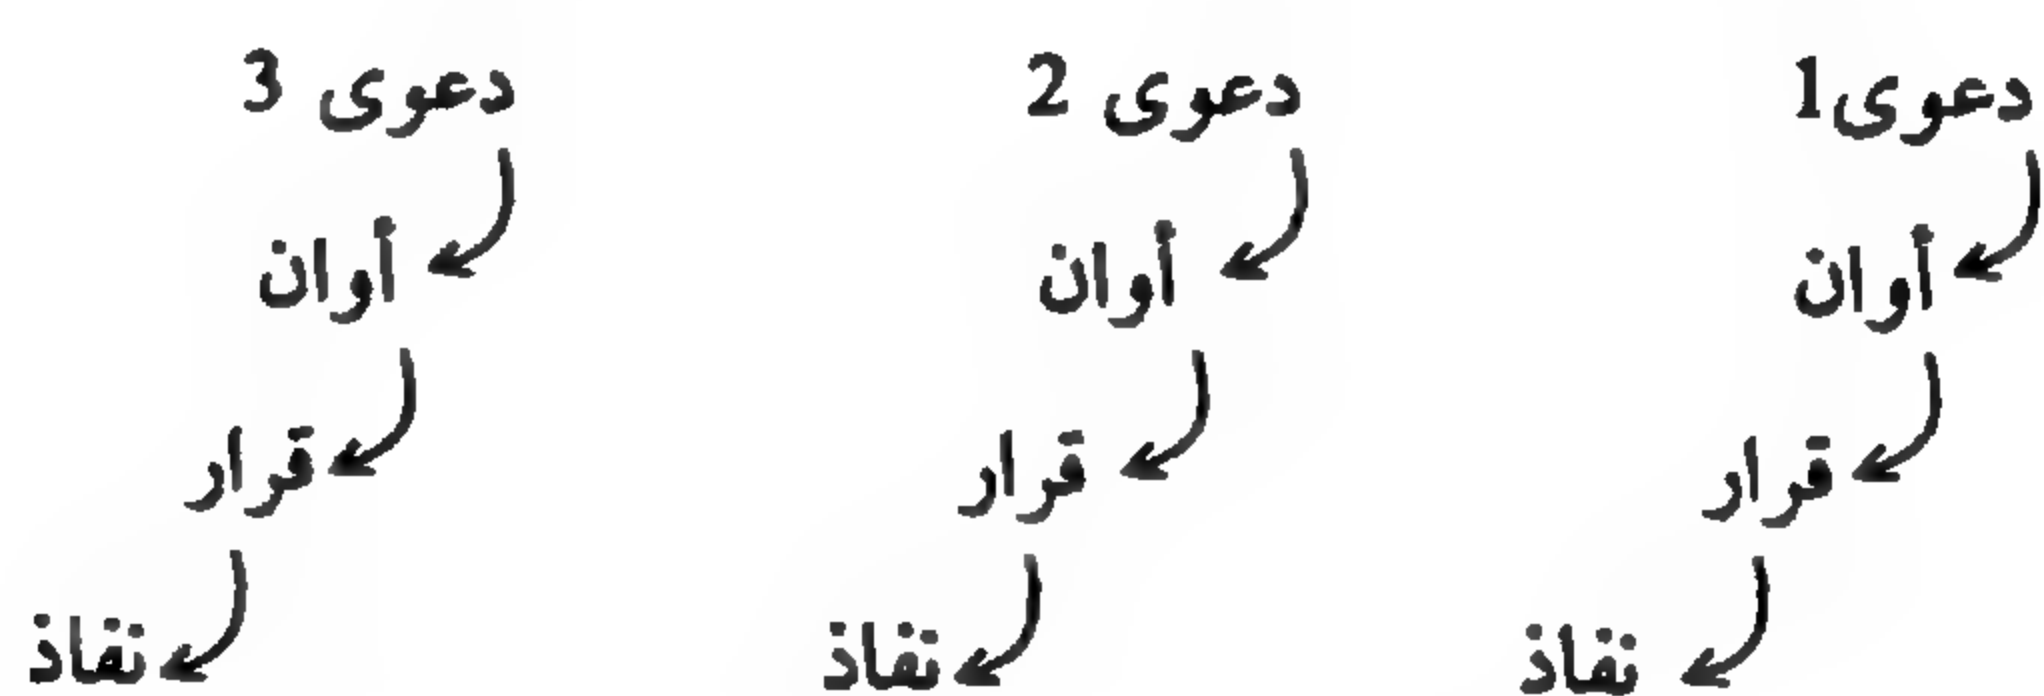 دعوى1 دعوى 2 دعوى 3
أوان أوان أوان
قرار قرار قرار
نفاذ نفاذ نفاذ